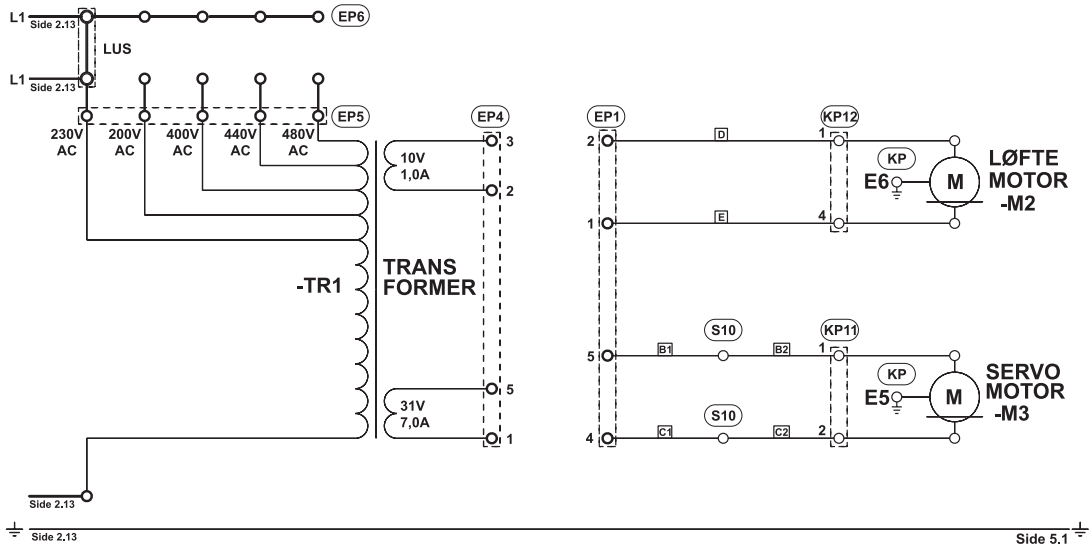 L1 Side 2.13
EP6
LUS
L1 Side 2.13
EP5
EP4
EP1
KP12
230V AC
200V AC
400V AC
440V AC
480V AC
10V
1,0A
3
2
2
D
1
KP
E6
M
LØFTE
MOTOR
-M2
1
E
4
-TR1
TRANS
FORMER
S10
KP11
5
B1
B2
1
KP
E5
M
SERVO
MOTOR
-M3
31V
7,0A
5
1
S10
4
C1
C2
2
Side 2.13
Side 2.13
Side 5.1